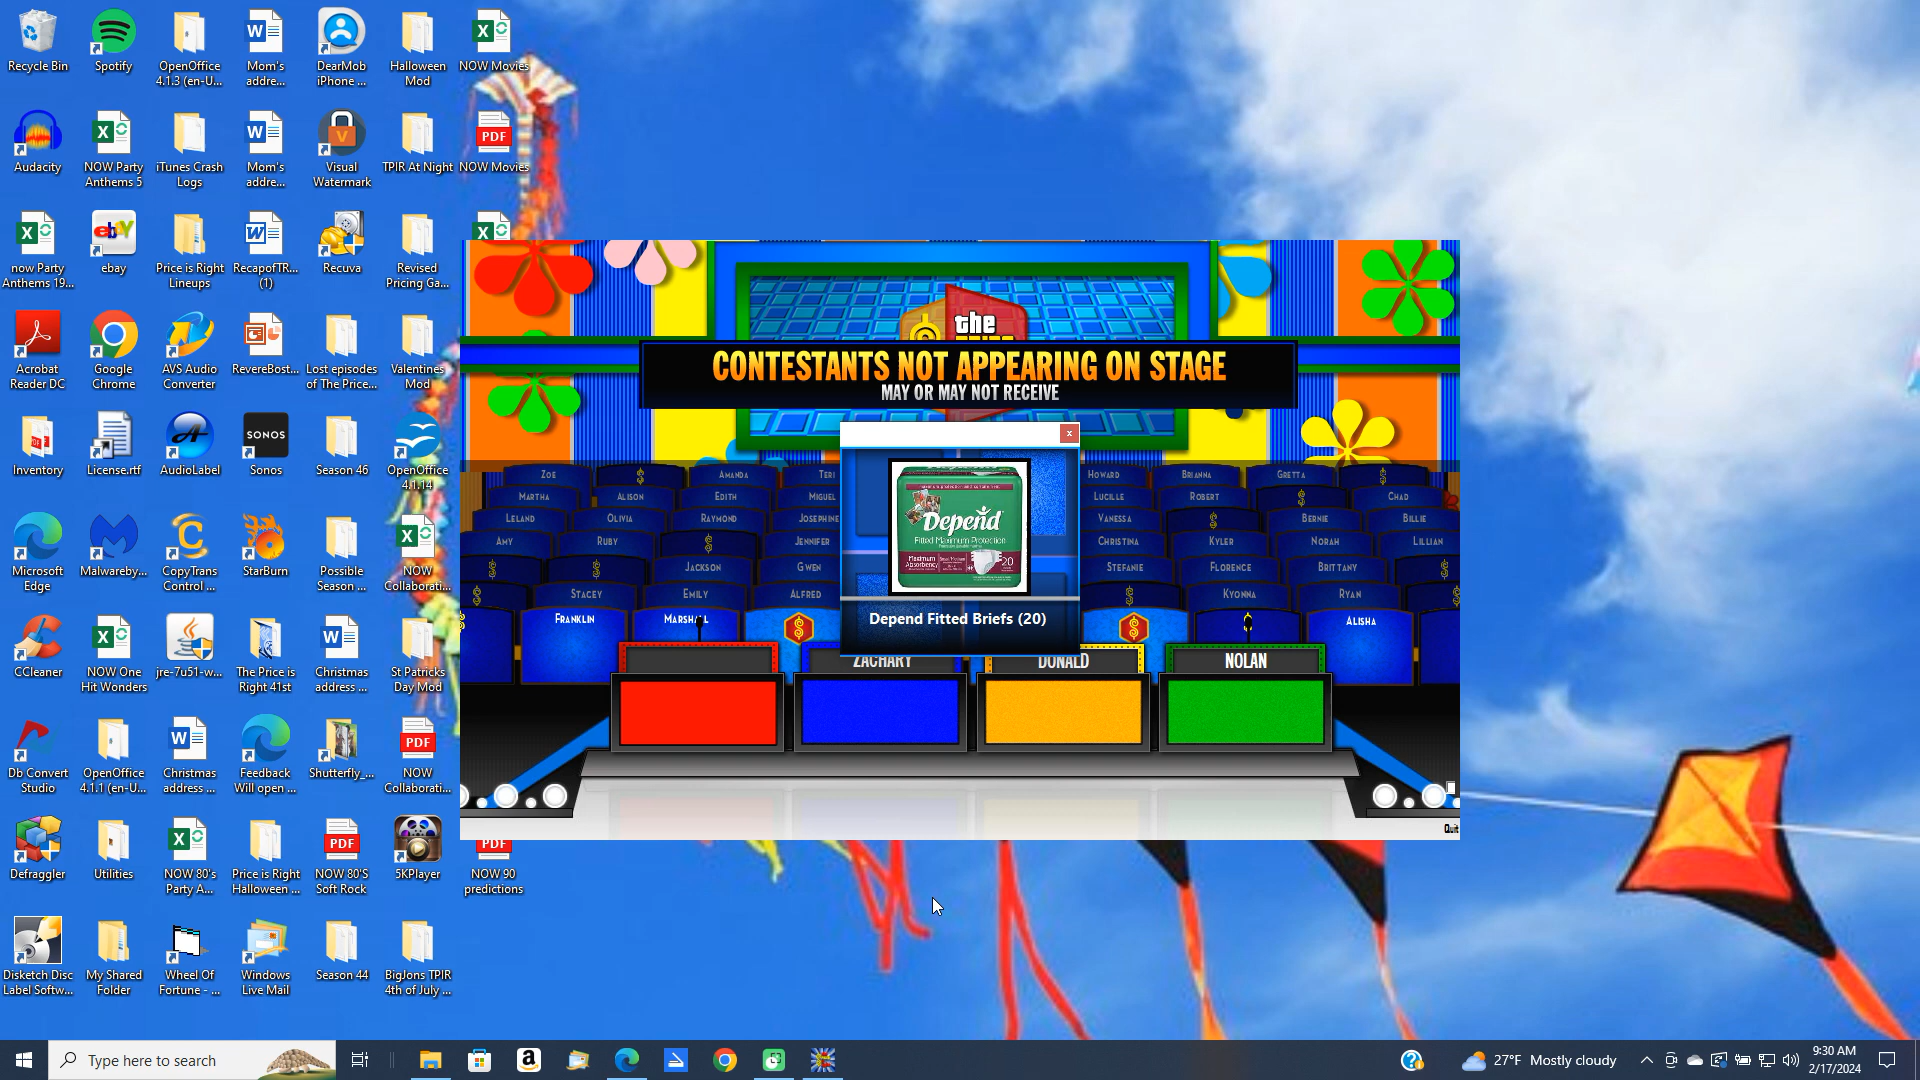 Recycle Bin
Spotify
OpenOffice
4.1.3 (en-U...
Mom's
addre...
DearMob
iPhone ...
Halloween
Mod
NOW Movies
Audacity
NOW Party
Anthems 5
iTunes Crash
Logs
Mom's
addre...
Visual
Watermark
TPIR At Night
PDF
NOW Movies
now Party
Anthems 19...
ebay
Price is Right
Lineups
RecapofTR...
(1)
Recuva
Revised
Pricing Ga...
Acrobat
Reader DC
Google
Chrome
AVS Audio
Converter
RevereBost...
Lost episodes
of The Price...
Valentines
Mod
Inventory
License.rtf
AudioLabel
SONOS
Sonos
Season 46
OpenOffice
4.1.14
Microsoft
Edge
Malwareby...
CopyTrans
Control ...
StarBurn
Possible
Season ...
NOW
Collaborati...
CCleaner
NOW One
Hit Wonders
jre-7u51-w...
The Price is
Right 41st
Christmas
address ...
St Patricks
Day Mod
Db Convert
Studio
OpenOffice
4.1.1 (en-U...
Christmas
address ...
Feedback
Will open ...
Shutterfly_...
PDF
NOW
Collaborati...
Defraggler
Utilities
NOW 80's
Party A...
Price is Right
Halloween ...
PDF
NOW 80'S
Soft Rock
5KPlayer
PDF
NOW 90
predictions
Disketch Disc
Label Softw...
My Shared
Folder
Wheel Of
Fortune - ...
Windows
Live Mail
Season 44
BigJons TPIR
4th of July ...
the
CONTESTANTS NOT APPEARING ON STAGE
MAY OR MAY NOT RECEIVE
x
Depend
Fitted Maximum Protection
Maximum
Absorbency
20
Depend Fitted Briefs (20)
ZOE
AMANDA
TERI
HOWARD
BRIANNA
GRETTA
MARTHA
ALISON
EDITH
MIGUEL
LUCILLE
ROBERT
CHAD
LELAND
OLIVIA
RAYMOND
JOSEPHINE
VANESSA
BERNIE
BILLIE
AMY
RUBY
JENNIFER
CHRISTINA
KYLER
NORAH
LILLIAN
JACKSON
GWEN
STEFANIE
FLORENCE
BRITTANY
STACEY
EMILY
ALFRED
KYONNA
RYAN
FRANKLIN
MARSHALL
ALISHA
ZACHARY
DONALD
NOLAN
Quit
Type here to search
27°F Mostly cloudy
9:30 AM
2/17/2024